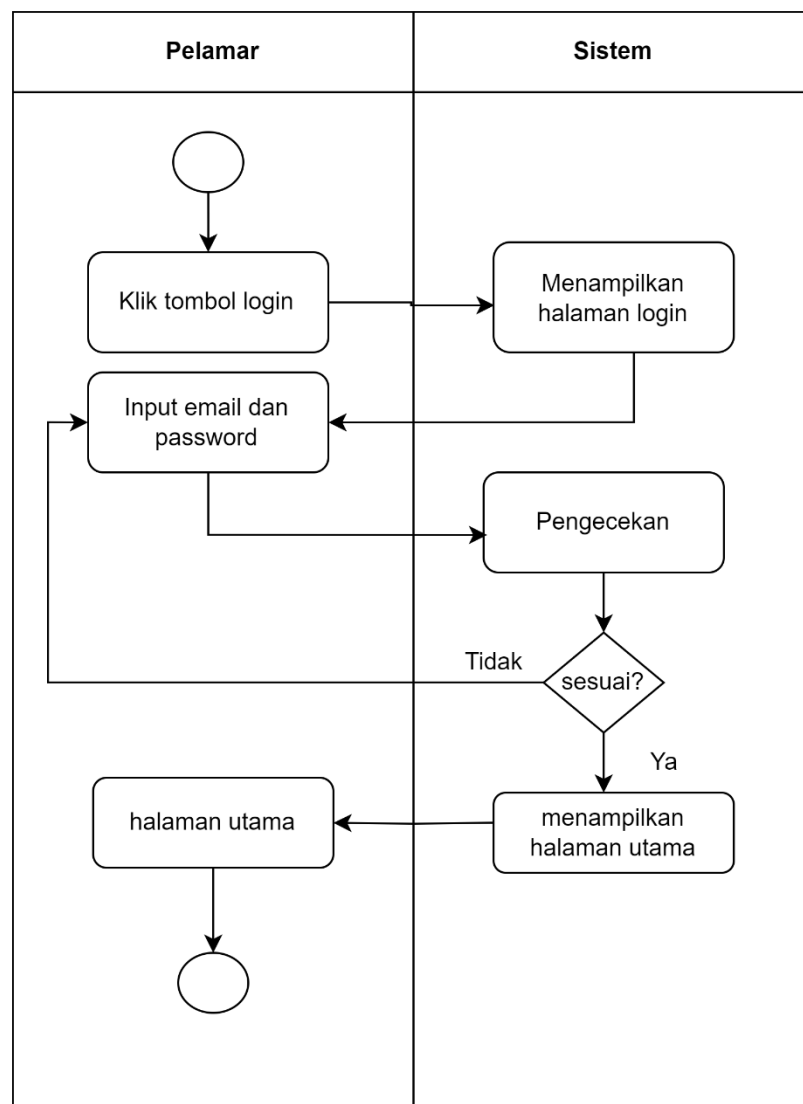 Pelamar
Sistem
Klik tombol login
Menampilkan
halaman login
Input email dan
password
Pengecekan
Tidak
sesuai?
Ya
halaman utama
menampilkan
halaman utama